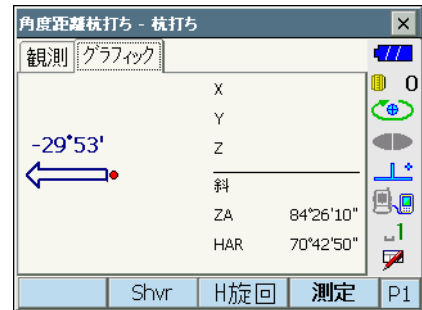 角度距離杭打ち - 杭打ち
観測 グラフィック
0
X
Y
-29°53'
Z
斜
ZA 84°26'10"
HAR 70°42'50"
1
Shvr H旋回 測定 P1